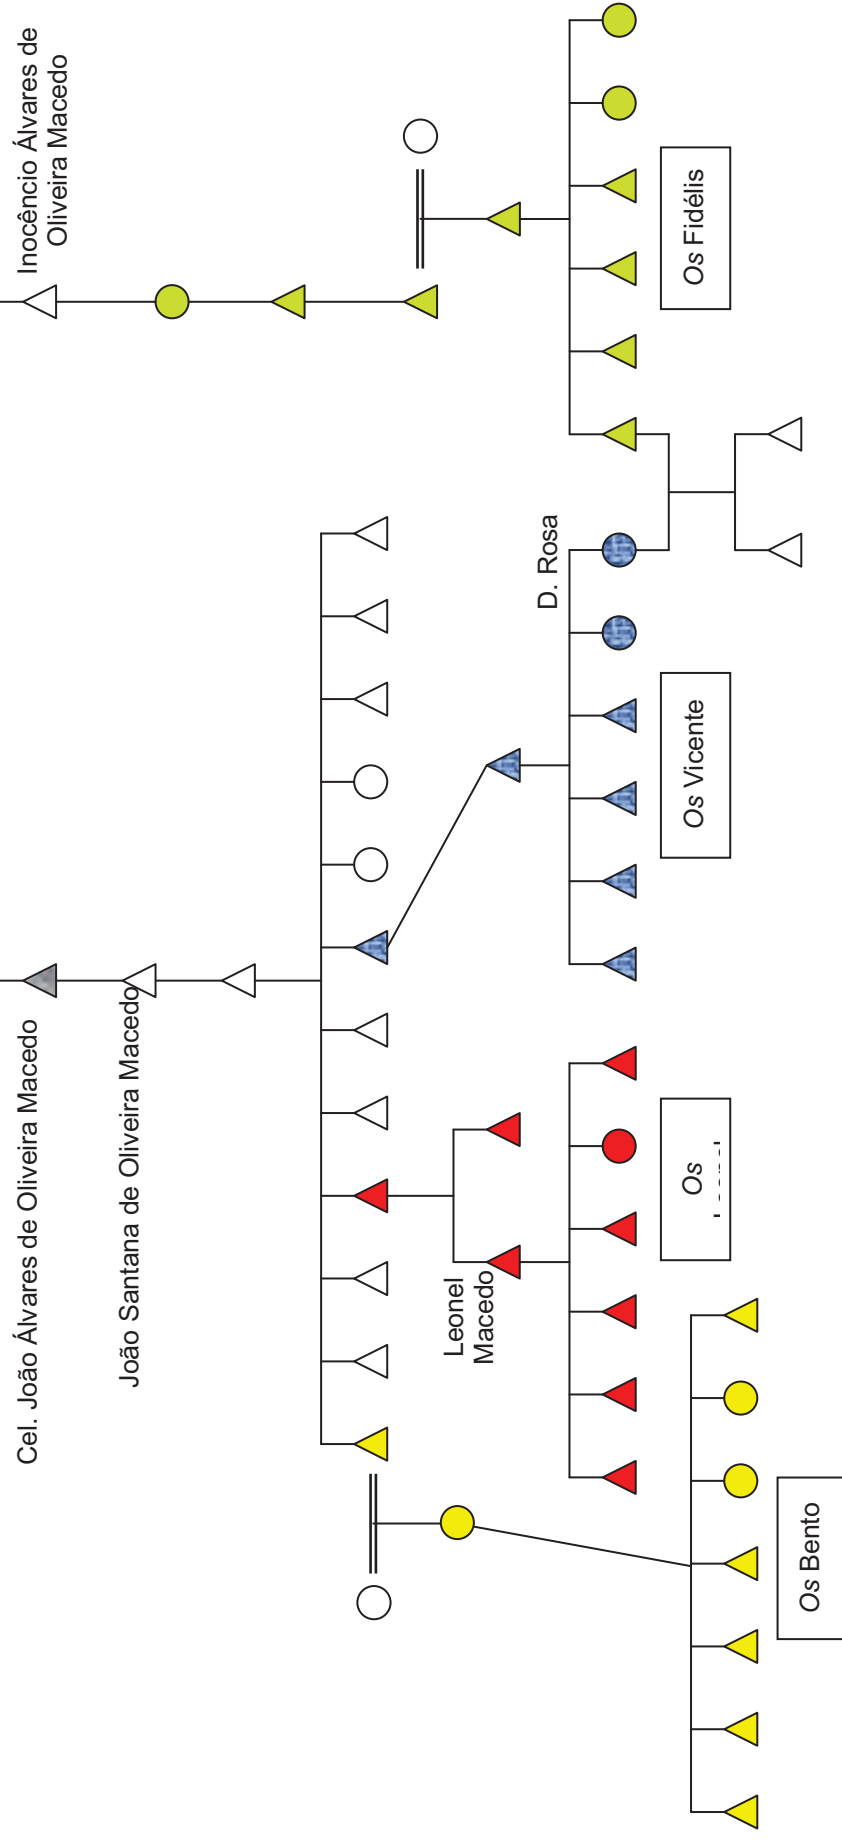 Cel. João Álvares de Oliveira Macedo
Inocêncio Álvares de
Oliveira Macedo
João Santana de Oliveira Macedo
Leonel
Macedo
D. Rosa
Os Bento
Os
Os Vicente
Os Fidélis